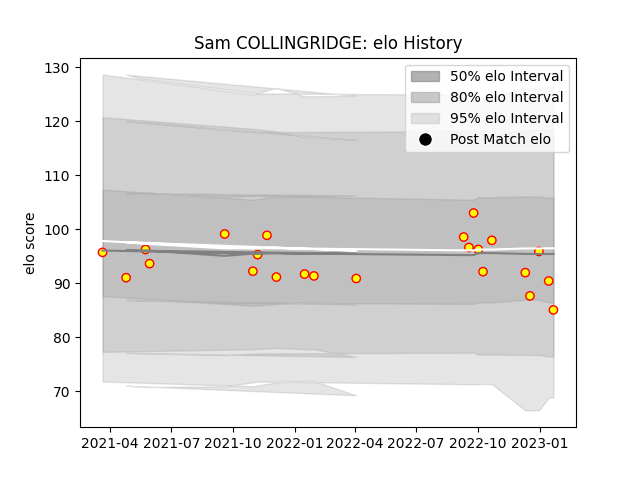 Sam COLLINGRIDGE: elo History
50% elo Interval
80% elo Interval
95% elo Interval
Post Match elo
elo score
130
120
110
100
90
80
70
2021-04 2021-07 2021-10 2022-01 2022-04 2022-07 2022-10 2023-01